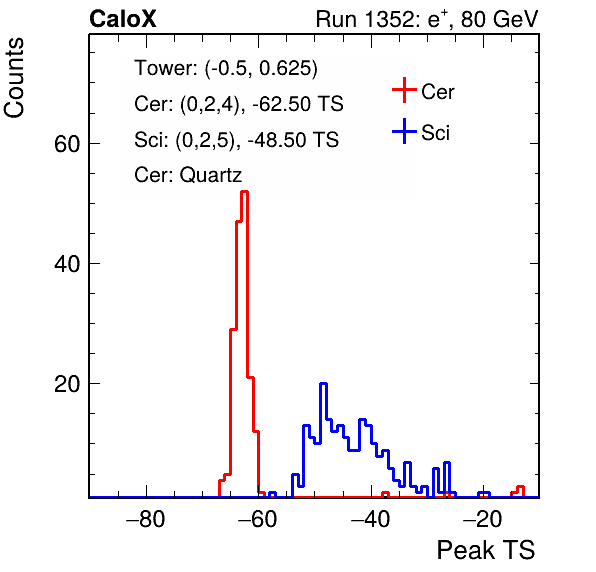 CaloX Run 1352: e⁺, 80 GeV
Counts
Tower: (-0.5, 0.625)
Cer: (0,2,4), -62.50 TS
Sci: (0,2,5), -48.50 TS
Cer: Quartz
Cer
Sci
60
40
20
−80 −60 −40 −20
Peak TS